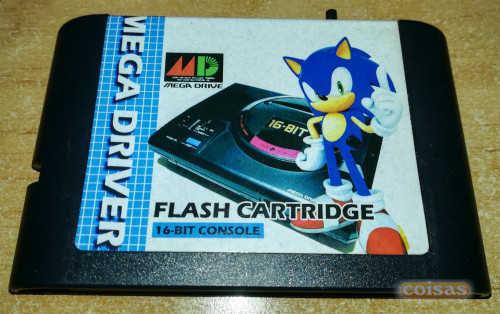 MEGA DRIVER
MD
MEGA DRIVE
16-BIT
FLASH CARTRIDGE
16-BIT CONSOLE
coisas